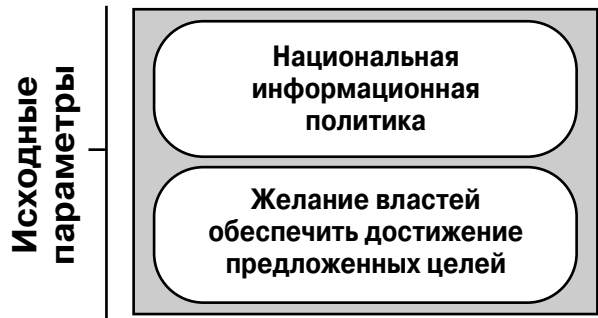 Исходные
параметры
Национальная
информационная
политика
Желание властей
обеспечить достижение
предложенных целей